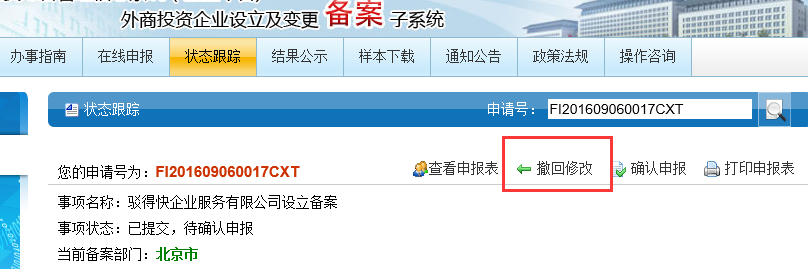 外商投资企业设立及变更 备案 子系统
办事指南 在线申报 状态跟踪 结果公示 样本下载 通知公告 政策法规 操作咨询
状态跟踪 申请号： FI201609060017CXT
您的申请号为：FI201609060017CXT 查看申报表 撤回修改 确认申报 打印申报表
事项名称：驳得快企业服务有限公司设立备案
事项状态：已提交，待确认申报
当前备案部门：北京市